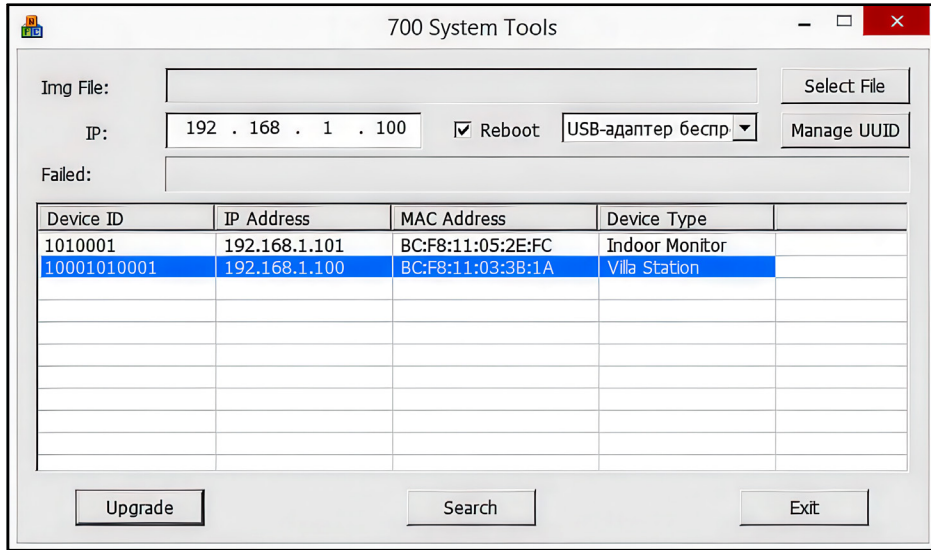 700 System Tools
Img File:
Select File
IP:
192 . 168 . 1 . 100
Reboot
USB-адаптер беспр
Manage UUID
Failed:
Device ID IP Address MAC Address Device Type
1010001 192.168.1.101 BC:F8:11:05:2E:FC Indoor Monitor
10001010001 192.168.1.100 BC:F8:11:03:3B:1A Villa Station
Upgrade Search Exit